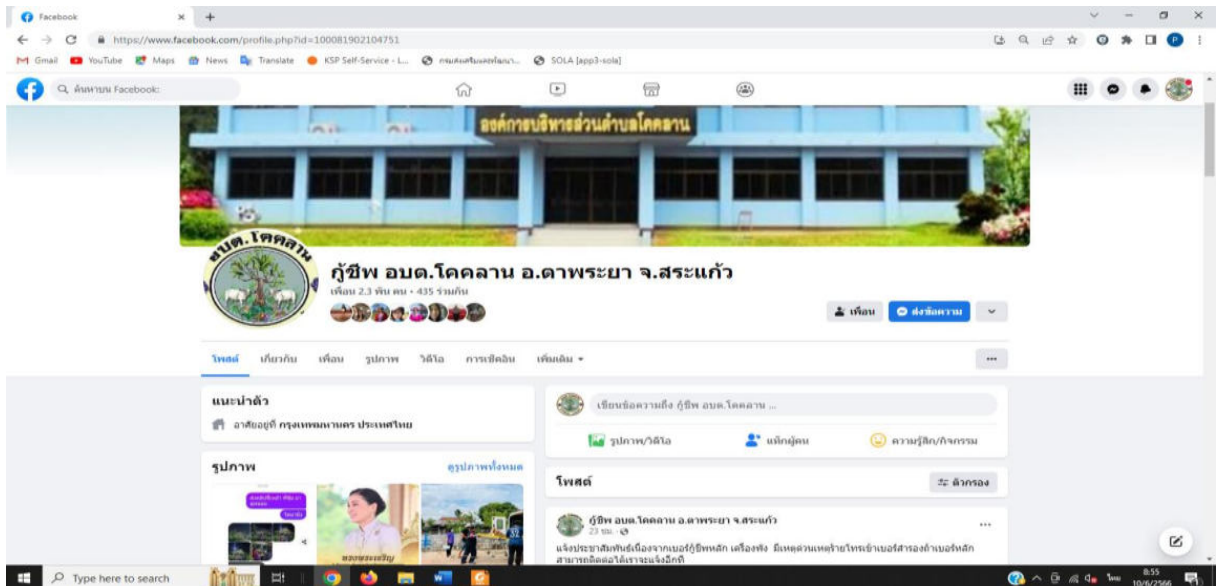 Facebook
https://www.facebook.com/profile.php?id=100081902104751
Gmail YouTube Maps News Translate KSP Self-Service - L... SOLA [app3-sola]
ค้นหาบน Facebook
องค์การบริหารส่วนตำบลโคคลาน
อบต.โคคลาน
กู้ชีพ อบต.โคคลาน อ.ตาพระยา จ.สระแก้ว
เพื่อน 2.3 พัน คน • 435 ร่วมกัน
เพื่อน ส่งข้อความ
โพสต์ เกี่ยวกับ เพื่อน รูปภาพ วิดีโอ การเช็คอิน เพิ่มเติม
แนะนำตัว
อาศัยอยู่ที่ กรุงเทพมหานคร ประเทศไทย
รูปภาพ ดูรูปภาพทั้งหมด
ทรงพระเจริญ
เขียนข้อความถึง กู้ชีพ อบต.โคคลาน ...
รูปภาพ/วิดีโอ แท็กผู้คน ความรู้สึก/กิจกรรม
โพสต์ ตัวกรอง
กู้ชีพ อบต.โคคลาน อ.ตาพระยา จ.สระแก้ว
23 ชม.
แจ้งประชาสัมพันธ์เนื่องจากเบอร์กู้ชีพหลัก เครื่องพัง มีเหตุด่วนเหตุร้ายโทรเข้าเบอร์สำรองถ้าเบอร์หลัก
สามารถติดต่อได้เราจะแจ้งอีกที
Type here to search
8:55
10/6/2566